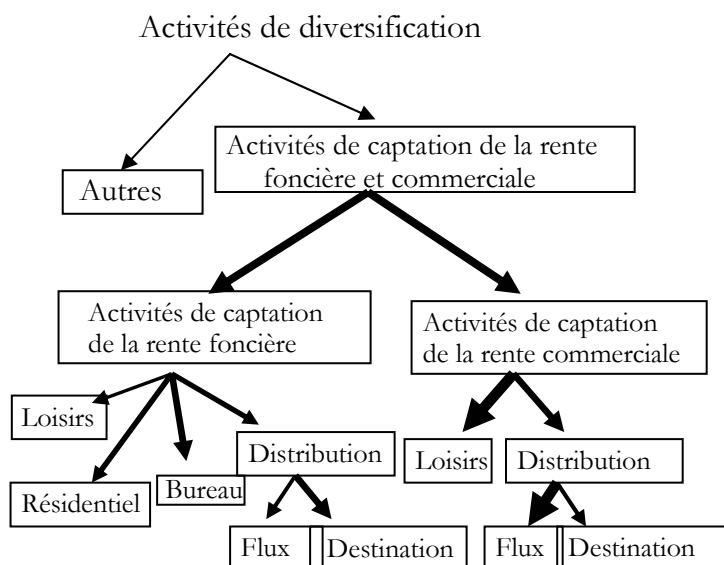 Activités de diversification
Activités de captation de la rente
foncière et commerciale
Autres
Activités de captation
de la rente foncière
Activités de captation
de la rente commerciale
Loisirs
Résidentiel
Bureau
Distribution
Loisirs
Distribution
Flux
Destination
Flux
Destination